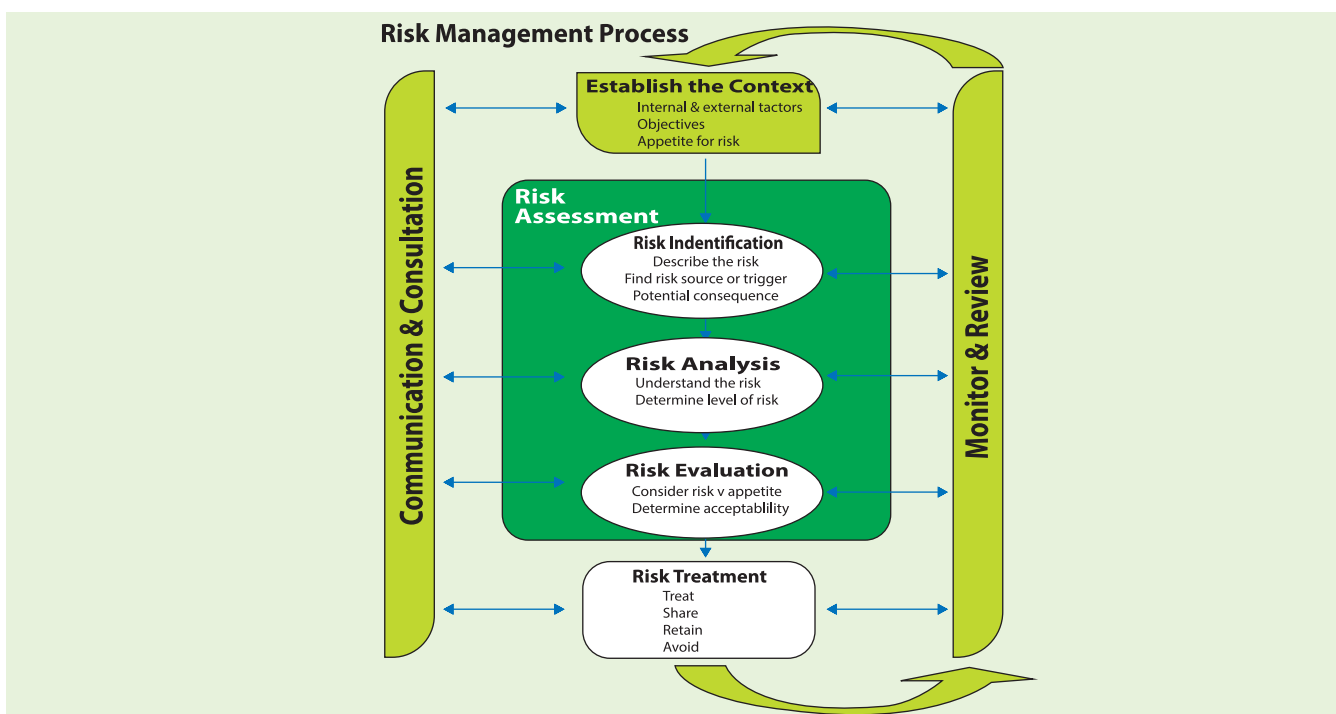 Risk Management Process
Establish the Context
Internal & external tactors
Objectives
Appetite for risk
Communication & Consultation
Monitor & Review
Risk
Assessment
Risk Indentification
Describe the risk
Find risk source or trigger
Potential consequence
Risk Analysis
Understand the risk
Determine level of risk
Risk Evaluation
Consider risk v appetite
Determine acceptablility
Risk Treatment
Treat
Share
Retain
Avoid